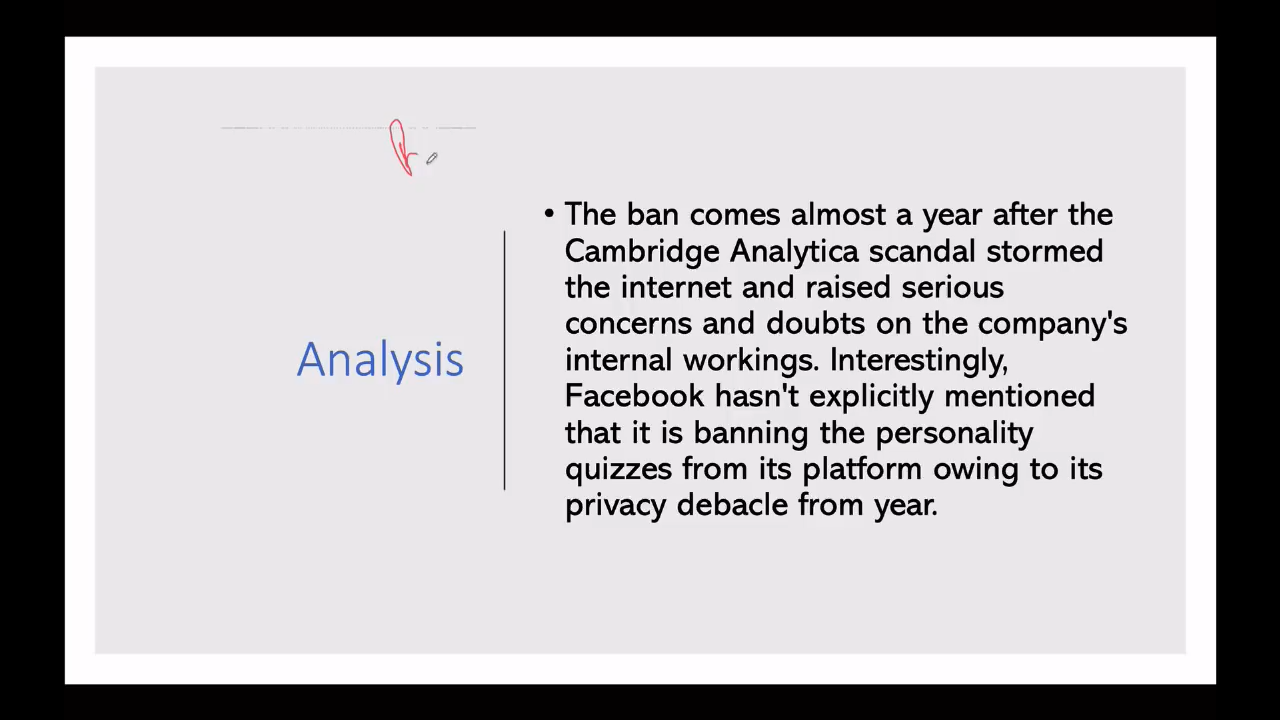 Analysis
• The ban comes almost a year after the
Cambridge Analytica scandal stormed
the internet and raised serious
concerns and doubts on the company's
internal workings. Interestingly,
Facebook hasn't explicitly mentioned
that it is banning the personality
quizzes from its platform owing to its
privacy debacle from year.